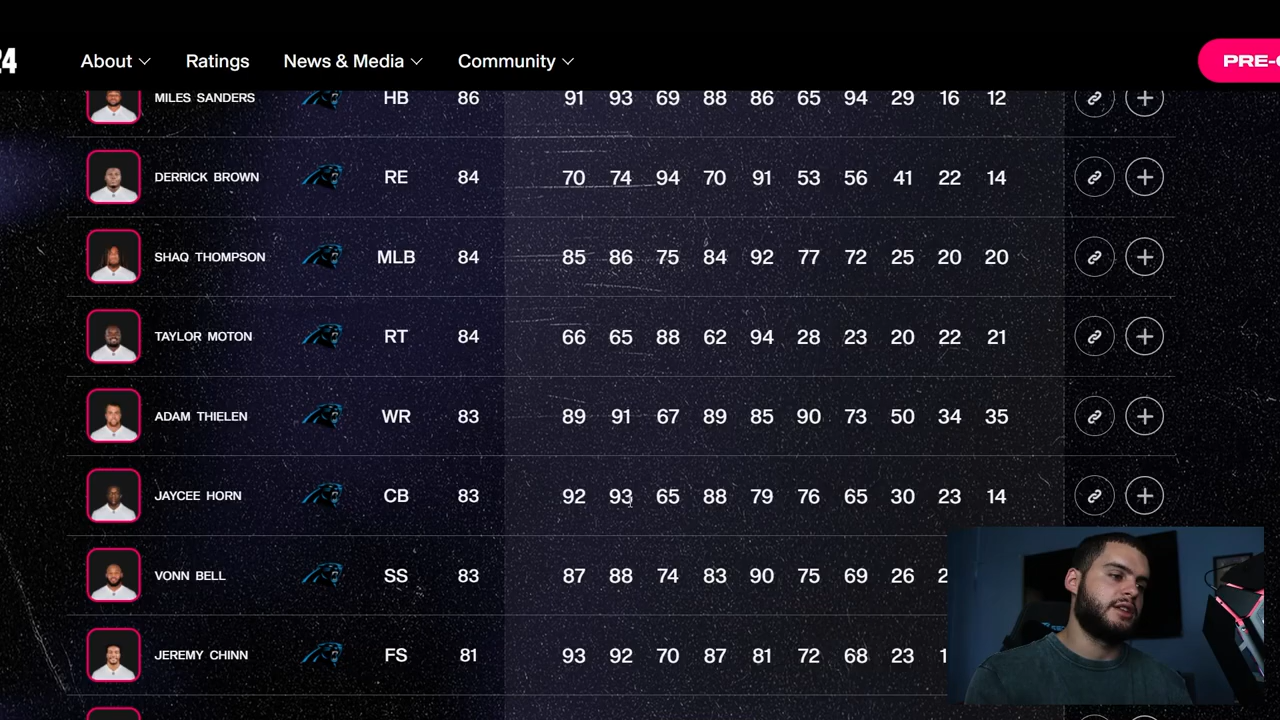 24 About Ratings News & Media Community PRE-
MILES SANDERS HB 86 91 93 69 88 86 65 94 29 16 12
DERRICK BROWN RE 84 70 74 94 70 91 53 56 41 22 14
SHAQ THOMPSON MLB 84 85 86 75 84 92 77 72 25 20 20
TAYLOR MOTON RT 84 66 65 88 62 94 28 23 20 22 21
ADAM THIELEN WR 83 89 91 67 89 85 90 73 50 34 35
JAYCEE HORN CB 83 92 93 65 88 79 76 65 30 23 14
VONN BELL SS 83 87 88 74 83 90 75 69 26 2
JEREMY CHINN FS 81 93 92 70 87 81 72 68 23 1